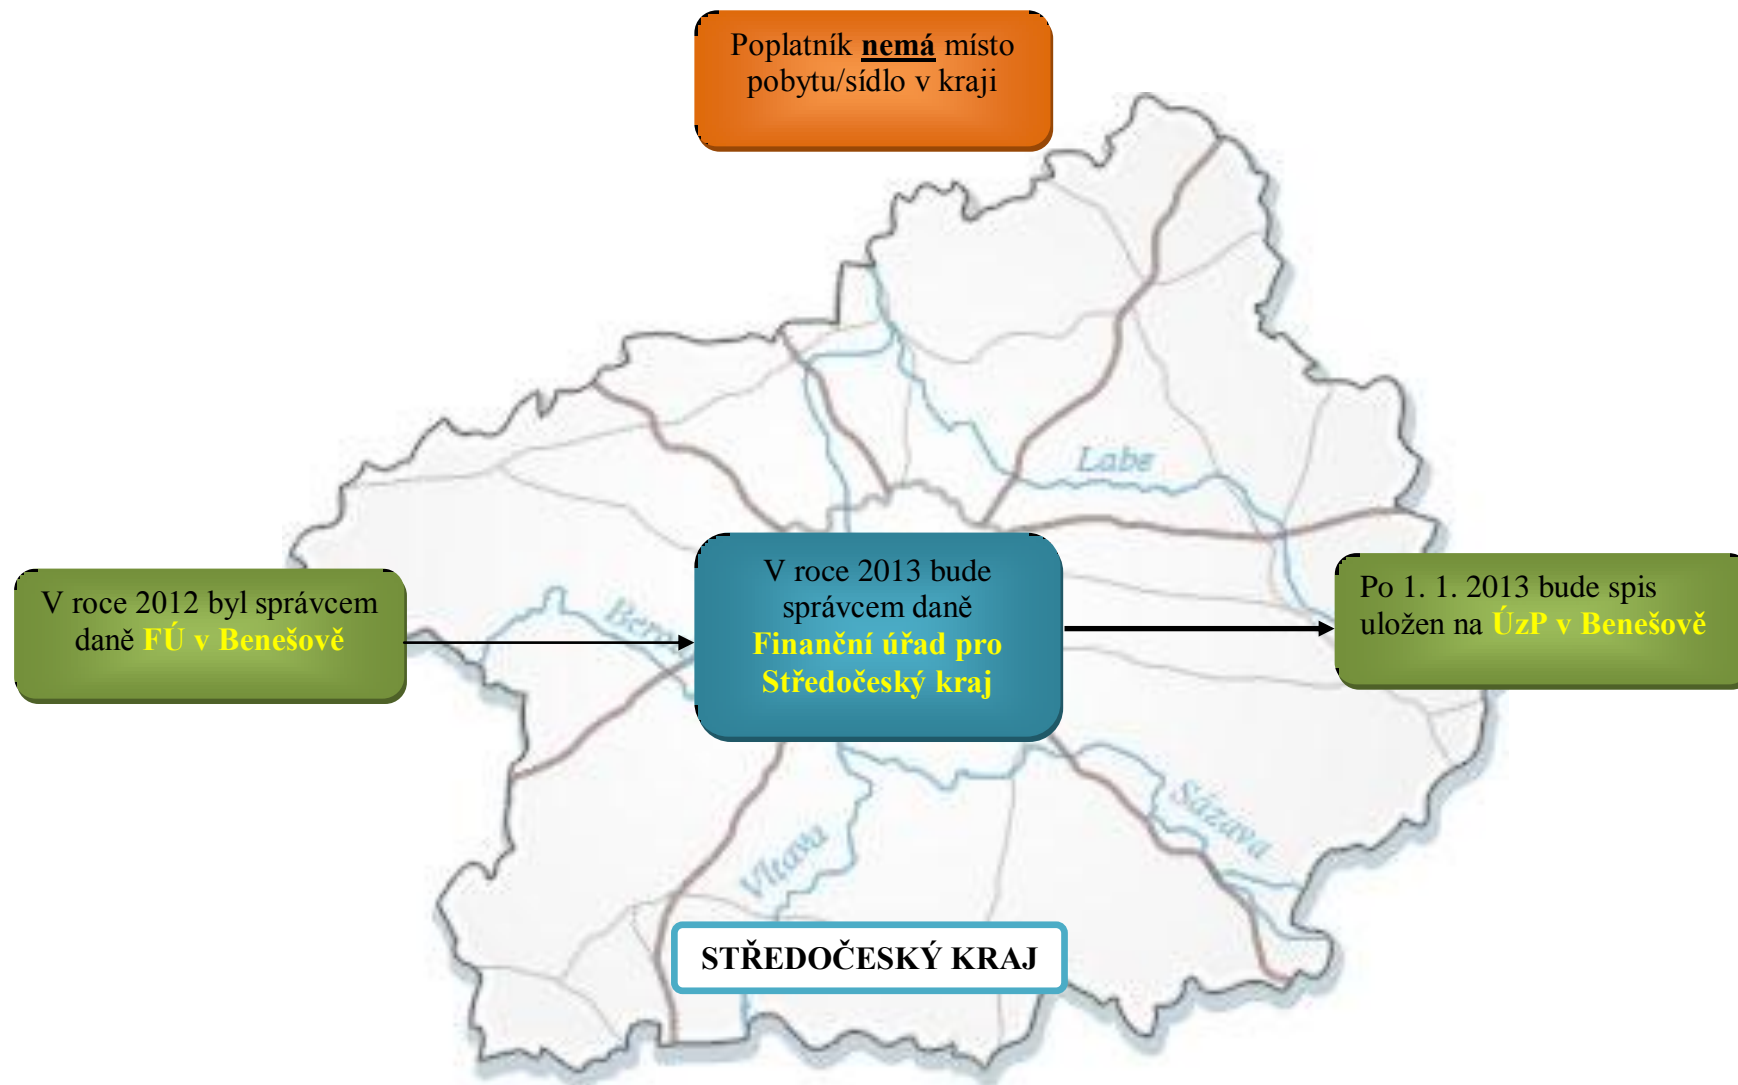 Poplatník nemá místo
pobytu/sídlo v kraji
Labe
V roce 2012 byl správcem
daně FÚ v Benešově
V roce 2013 bude
správcem daně
Finanční úřad pro
Středočeský kraj
Po 1. 1. 2013 bude spis
uložen na ÚzP v Benešově
Sázava
Vltava
STŘEDOČESKÝ KRAJ